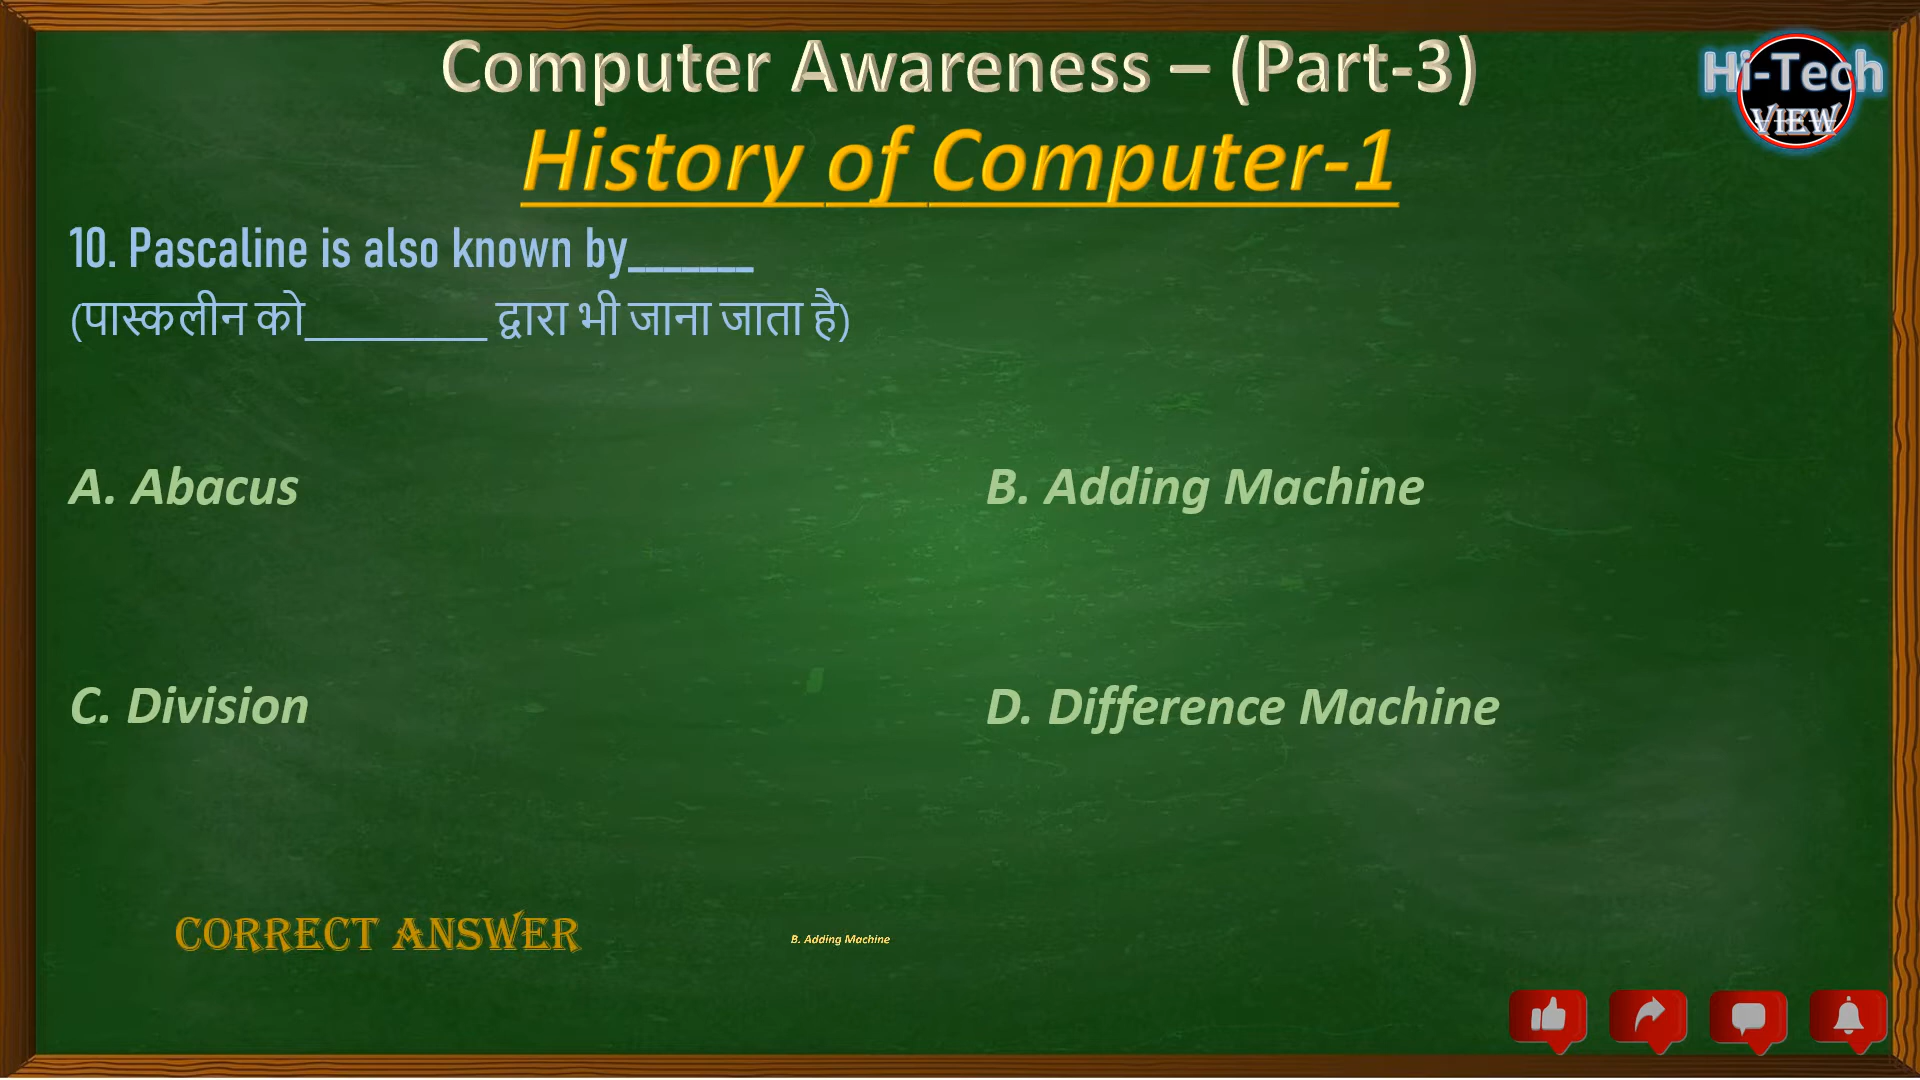 Computer Awareness – (Part-3)
Hi-Tech
VIEW
History of Computer-1
10. Pascaline is also known by_______
(पास्कलीन को________ द्वारा भी जाना जाता है)
A. Abacus
B. Adding Machine
C. Division
D. Difference Machine
CORRECT ANSWER
B. Adding Machine